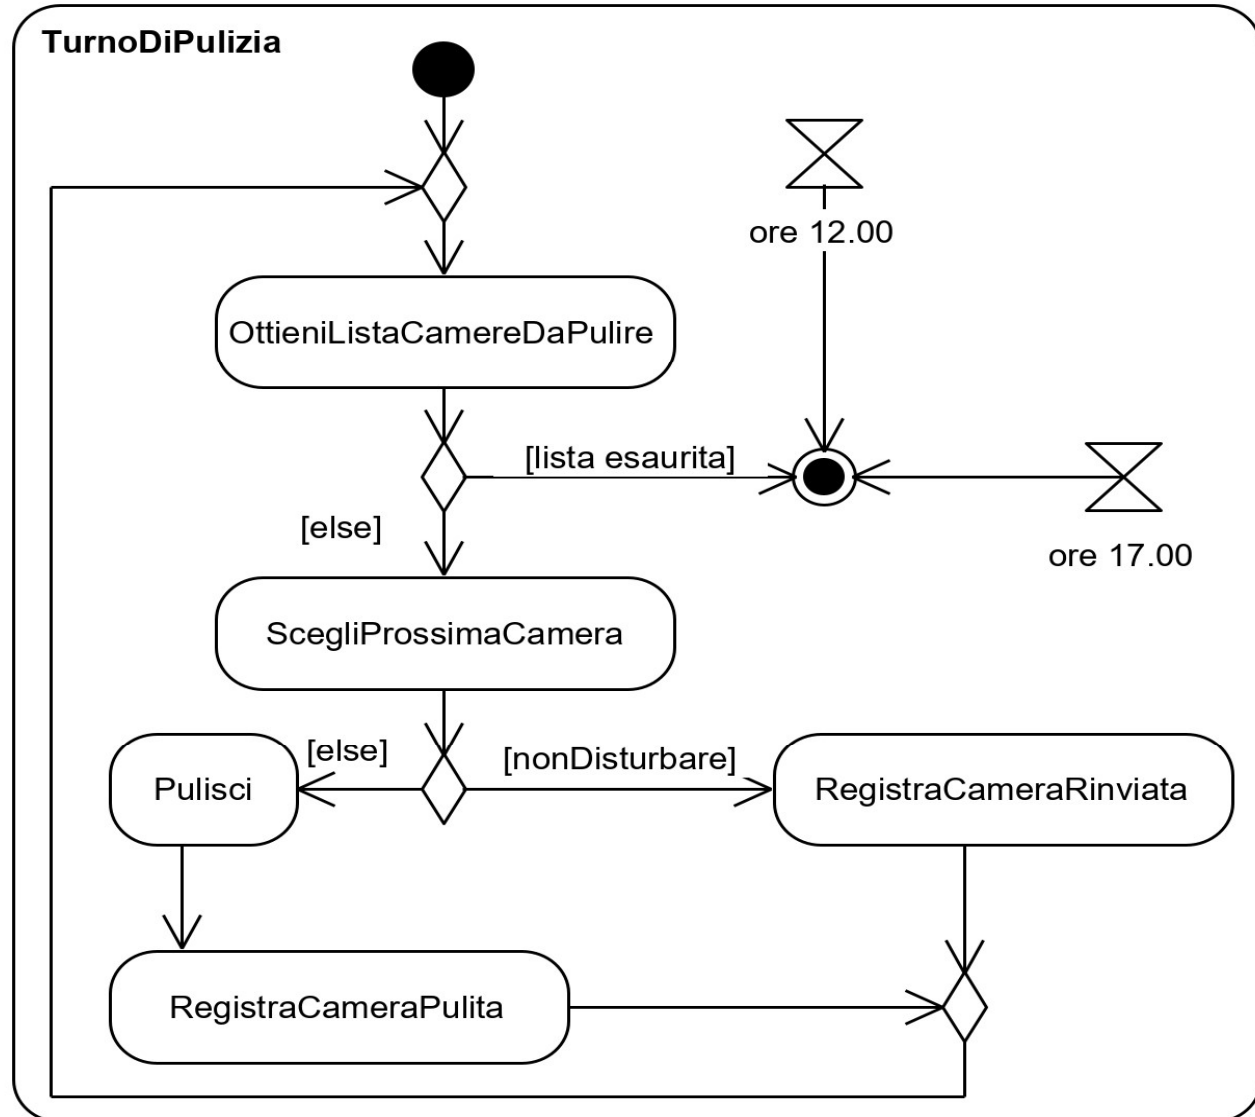 TurnoDiPulizia
ore 12.00
OttieniListaCamereDaPulire
[lista esaurita]
[else]
ore 17.00
ScegliProssimaCamera
[else]
[nonDisturbare]
Pulisci
RegistraCameraRinviata
RegistraCameraPulita